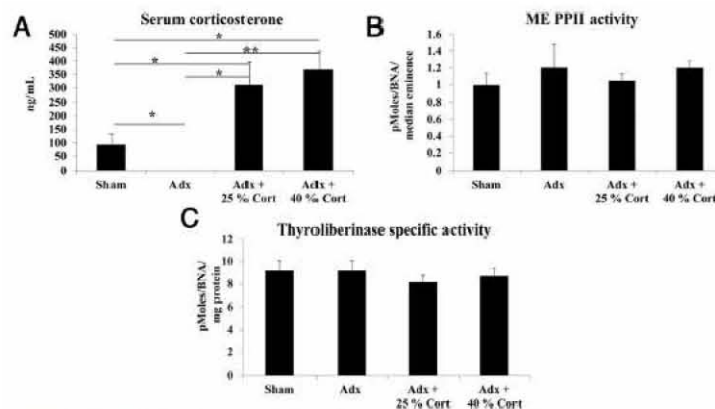 A
Serum corticosterone
ng/mL
500
450
400
350
300
250
200
150
100
50
0
*
**
*
*
*
Sham
Adx
Adx +
25 % Cort
Adx +
40 % Cort
B
ME PPII activity
pMoles/BNA/
median eminence
1.6
1.4
1.2
1
0.8
0.6
0.4
0.2
0
Sham
Adx
Adx +
25 % Cort
Adx +
40 % Cort
C
Thyroliberinase specific activity
pMoles/BNA/
mg protein
12
10
8
6
4
2
0
Sham
Adx
Adx +
25 % Cort
Adx +
40 % Cort